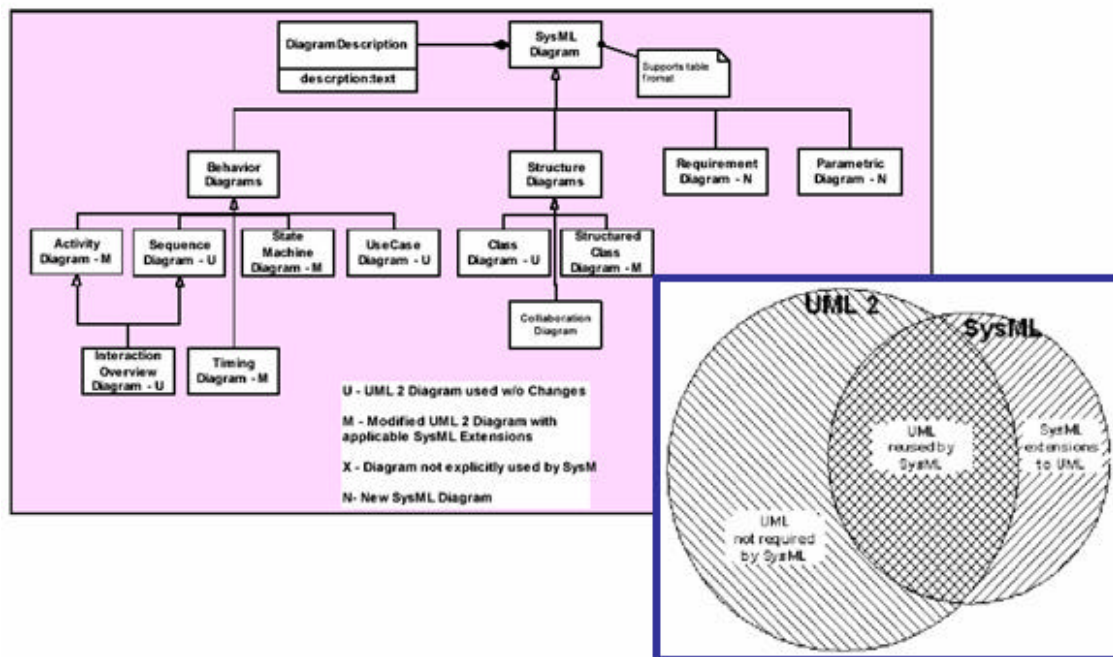 DiagramDescription
descrption:text
SysML
Diagram
Supports table
fromat
Behavior
Diagrams
Structure
Diagrams
Requirement
Diagram - N
Parametric
Diagram - N
Activity
Diagram - M
Sequence
Diagram - U
State
Machine
Diagram - M
UseCase
Diagram - U
Class
Diagram - U
Structured
Class
Diagram - M
Collaboration
Diagram
Interaction
Overview
Diagram - U
Timing
Diagram - M
U - UML 2 Diagram used w/o Changes
M - Modified UML 2 Diagram with
applicable SysML Extensions
X - Diagram not explicitly used by SysM
N- New SysML Diagram
UML 2
SysML
UML
reused by
SysML
SysML
extensions
to UML
UML
not required
by SysML